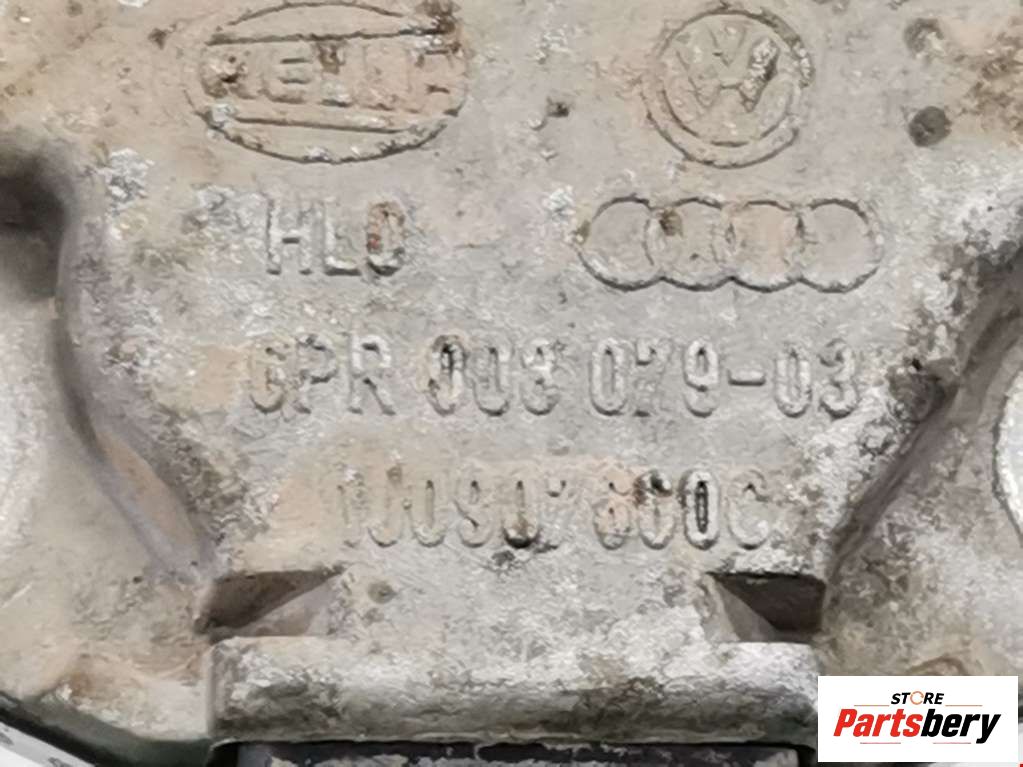 HELLA
HLO
6PR 008 079-03
1J0907660C
STORE
Partsbery